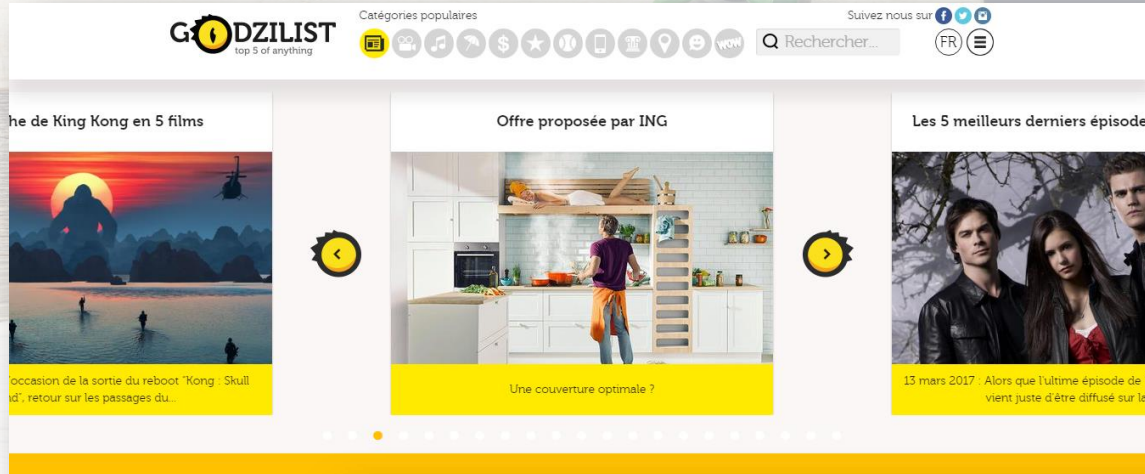 Catégories populaires
Suivez nous sur
GODZILIST
top 5 of anything
WOW
Rechercher...
FR
he de King Kong en 5 films
Offre proposée par ING
Les 5 meilleurs derniers épisode
'occasion de la sortie du reboot "Kong : Skull
nd", retour sur les passages du...
Une couverture optimale ?
13 mars 2017 : Alors que l'ultime épisode de
vient juste d'être diffusé sur la